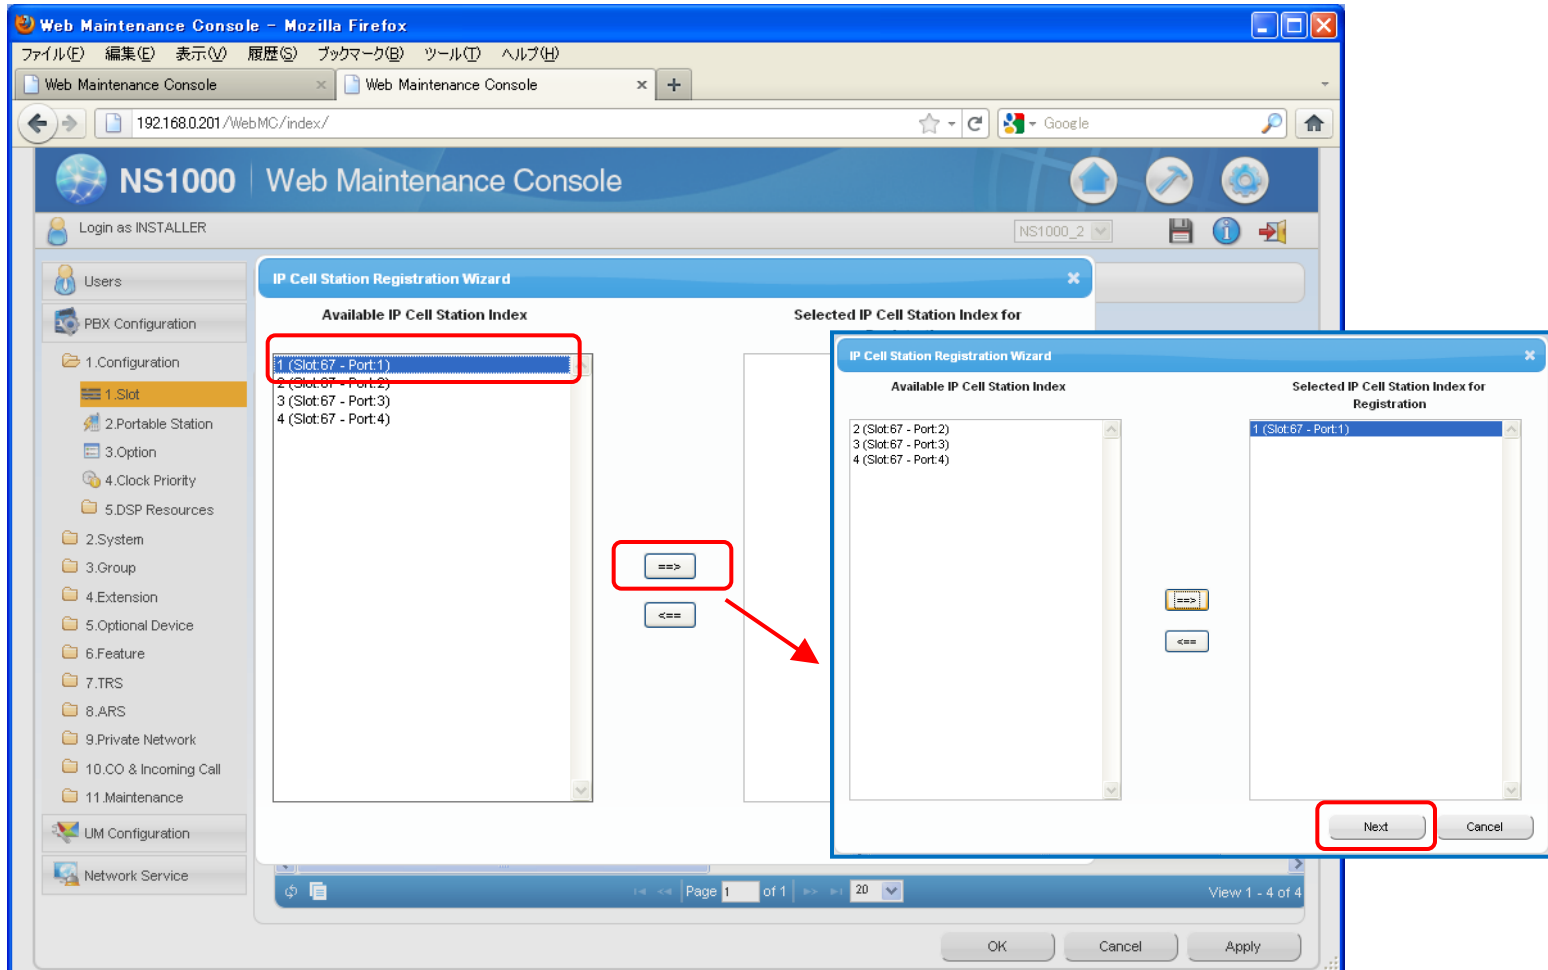 Web Maintenance Console - Mozilla Firefox
ファイル(F) 編集(E) 表示(V) 履歴(S) ブックマーク(B) ツール(T) ヘルプ(H)
Web Maintenance Console
Web Maintenance Console
192.168.0.201/WebMC/index/
Google
NS1000 Web Maintenance Console
Login as INSTALLER
NS1000_2
Users
PBX Configuration
1.Configuration
1.Slot
2.Portable Station
3.Option
4.Clock Priority
5.DSP Resources
2.System
3.Group
4.Extension
5.Optional Device
6.Feature
7.TRS
8.ARS
9.Private Network
10.CO & Incoming Call
11.Maintenance
UM Configuration
Network Service
IP Cell Station Registration Wizard
Available IP Cell Station Index
Selected IP Cell Station Index for
1 (Slot:67 - Port:1)
2 (Slot:67 - Port:2)
3 (Slot:67 - Port:3)
4 (Slot:67 - Port:4)
==>
<==
IP Cell Station Registration Wizard
Available IP Cell Station Index
Selected IP Cell Station Index for
Registration
2 (Slot:67 - Port:2)
3 (Slot:67 - Port:3)
4 (Slot:67 - Port:4)
1 (Slot:67 - Port:1)
==>
<==
Next
Cancel
Page 1 of 1
20
View 1 - 4 of 4
OK
Cancel
Apply